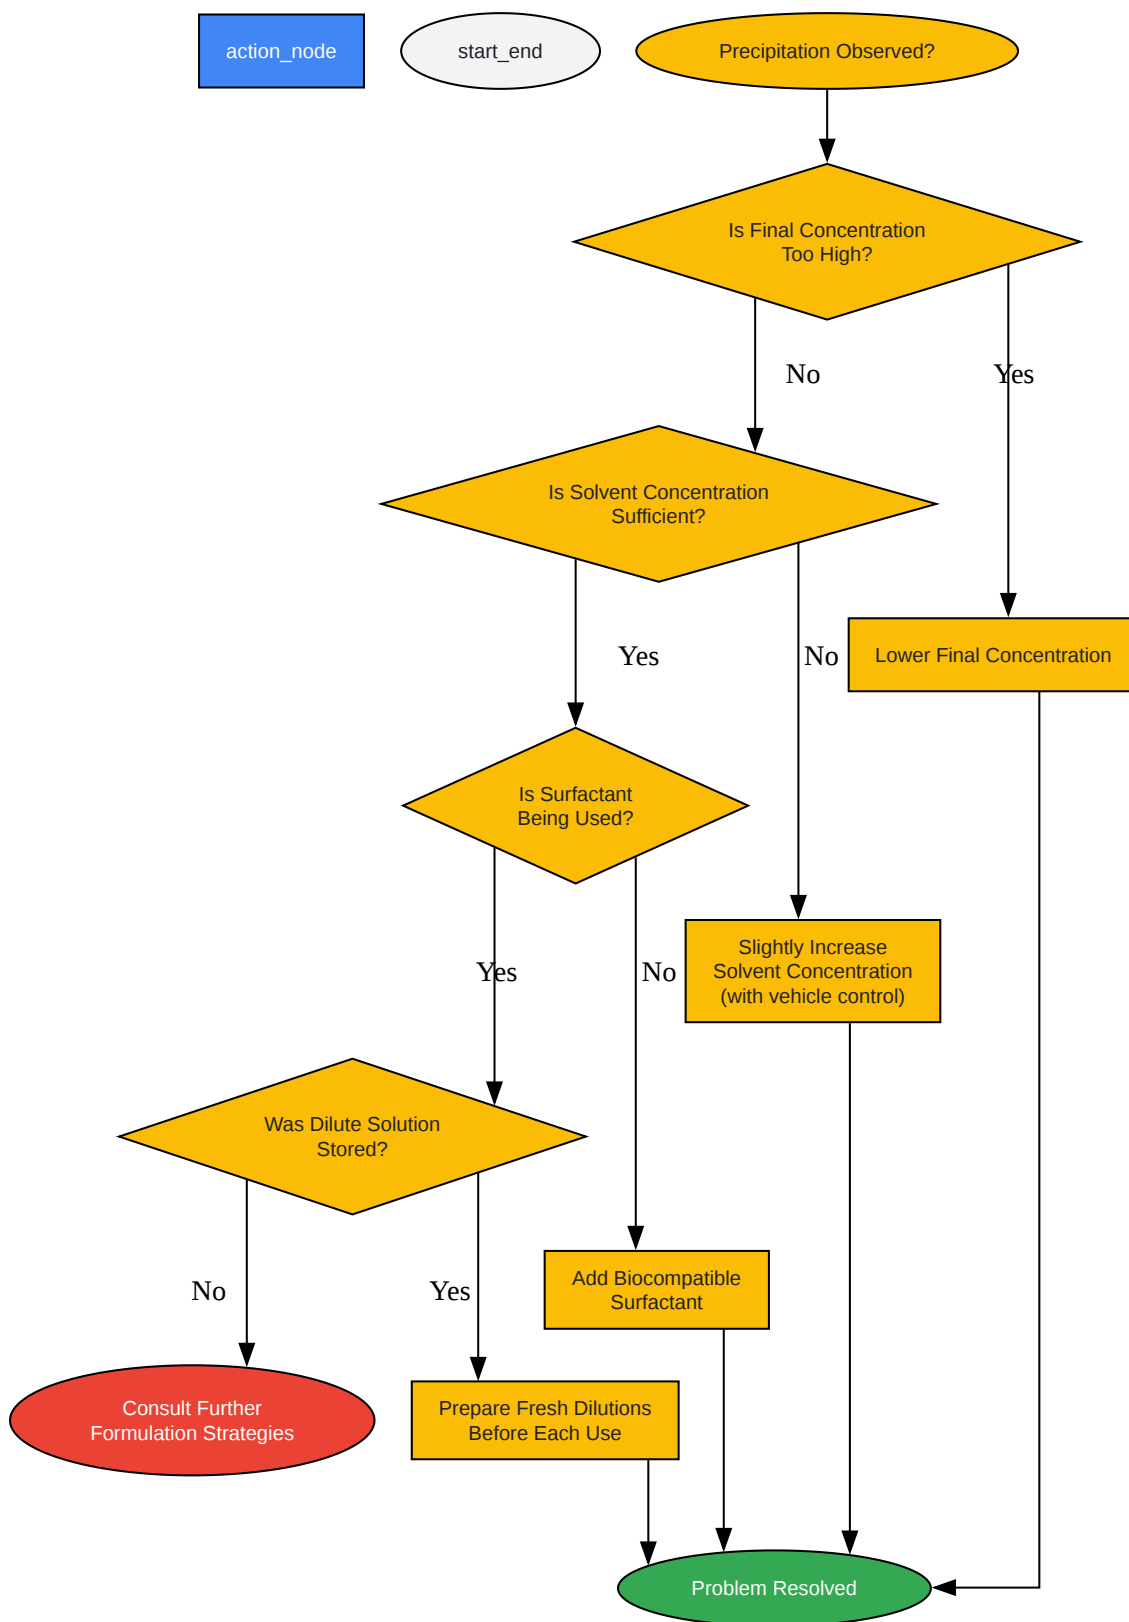 action_node
start_end
Precipitation Observed?
Is Final Concentration
Too High?
No
Yes
Is Solvent Concentration
Sufficient?
Yes
No
Lower Final Concentration
Is Surfactant
Being Used?
Yes
No
Slightly Increase
Solvent Concentration
(with vehicle control)
Was Dilute Solution
Stored?
No
Yes
Add Biocompatible
Surfactant
Consult Further
Formulation Strategies
Prepare Fresh Dilutions
Before Each Use
Problem Resolved